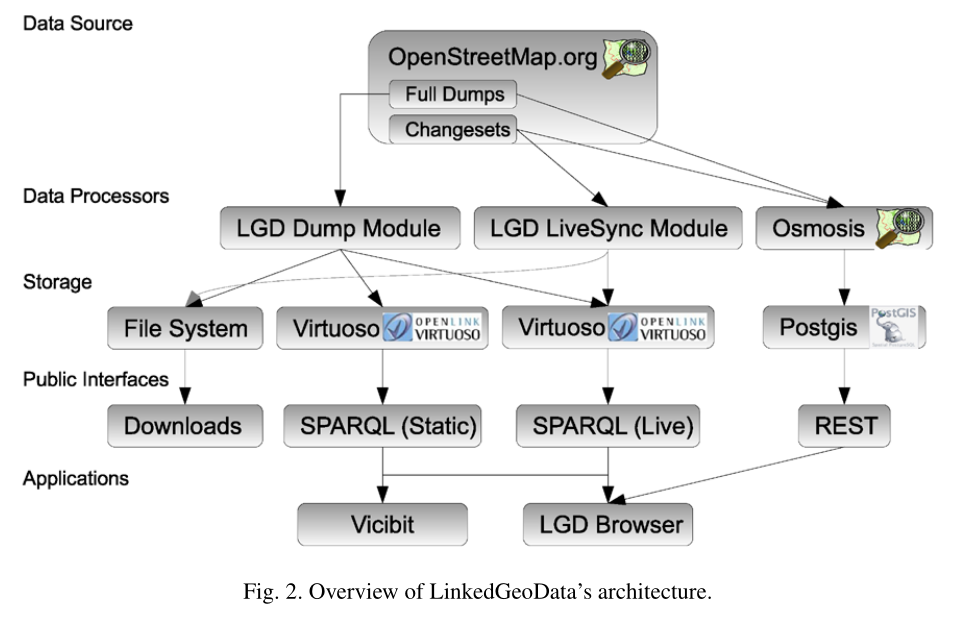 Data Source
OpenStreetMap.org
Full Dumps
Changesets
Data Processors
LGD Dump Module
LGD LiveSync Module
Osmosis
Storage
File System
Virtuoso
OPENLINK
VIRTUOSO
Virtuoso
OPENLINK
VIRTUOSO
Postgis
PostGIS
Public Interfaces
Downloads
SPARQL (Static)
SPARQL (Live)
REST
Applications
Vicibit
LGD Browser
Fig. 2. Overview of LinkedGeoData's architecture.